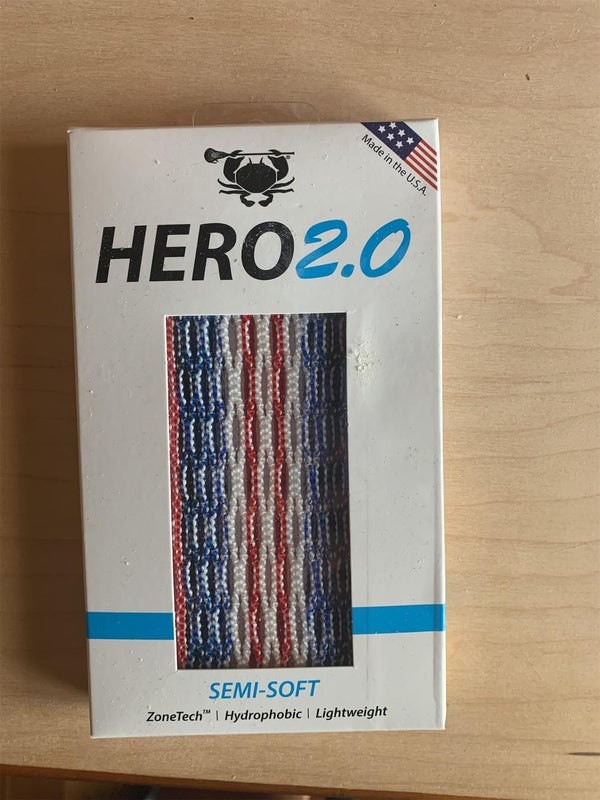 Made in the U.S.A.
HERO2.0
SEMI-SOFT
ZoneTech™ | Hydrophobic | Lightweight